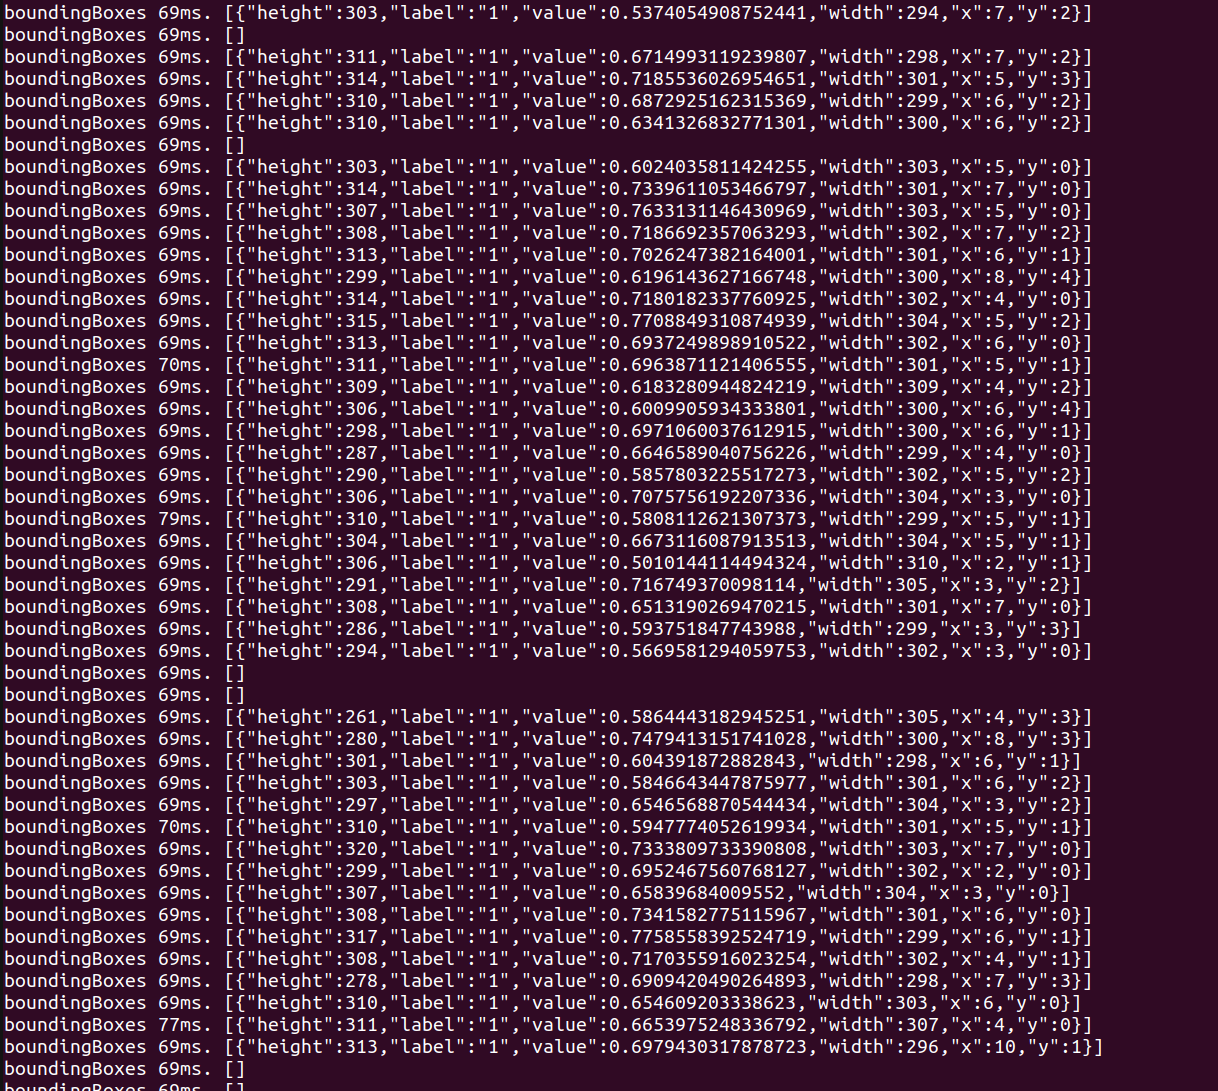 boundingBoxes 69ms. [{"height":303,"label":"1","value":0.5374054908752441,"width":294,"x":7,"y":2}]
boundingBoxes 69ms. []
boundingBoxes 69ms. [{"height":311,"label":"1","value":0.6714993119239807,"width":298,"x":7,"y":2}]
boundingBoxes 69ms. [{"height":314,"label":"1","value":0.7185536026954651,"width":301,"x":5,"y":3}]
boundingBoxes 69ms. [{"height":310,"label":"1","value":0.6872925162315369,"width":299,"x":6,"y":2}]
boundingBoxes 69ms. [{"height":310,"label":"1","value":0.6341326832771301,"width":300,"x":6,"y":2}]
boundingBoxes 69ms. []
boundingBoxes 69ms. [{"height":303,"label":"1","value":0.6024035811424255,"width":303,"x":5,"y":0}]
boundingBoxes 69ms. [{"height":314,"label":"1","value":0.7339611053466797,"width":301,"x":7,"y":0}]
boundingBoxes 69ms. [{"height":307,"label":"1","value":0.7633131146430969,"width":303,"x":5,"y":0}]
boundingBoxes 69ms. [{"height":308,"label":"1","value":0.7186692357063293,"width":302,"x":7,"y":2}]
boundingBoxes 69ms. [{"height":313,"label":"1","value":0.7026247382164001,"width":301,"x":6,"y":1}]
boundingBoxes 69ms. [{"height":299,"label":"1","value":0.6196143627166748,"width":300,"x":8,"y":4}]
boundingBoxes 69ms. [{"height":314,"label":"1","value":0.7180182337760925,"width":302,"x":4,"y":0}]
boundingBoxes 69ms. [{"height":315,"label":"1","value":0.7708849310874939,"width":304,"x":5,"y":2}]
boundingBoxes 69ms. [{"height":313,"label":"1","value":0.6937249898910522,"width":302,"x":6,"y":0}]
boundingBoxes 70ms. [{"height":311,"label":"1","value":0.6963871121406555,"width":301,"x":5,"y":1}]
boundingBoxes 69ms. [{"height":309,"label":"1","value":0.6183280944824219,"width":309,"x":4,"y":2}]
boundingBoxes 69ms. [{"height":306,"label":"1","value":0.6009905934333801,"width":300,"x":6,"y":4}]
boundingBoxes 69ms. [{"height":298,"label":"1","value":0.6971060037612915,"width":300,"x":6,"y":1}]
boundingBoxes 69ms. [{"height":287,"label":"1","value":0.6646589040756226,"width":299,"x":4,"y":0}]
boundingBoxes 69ms. [{"height":290,"label":"1","value":0.5857803225517273,"width":302,"x":5,"y":2}]
boundingBoxes 69ms. [{"height":306,"label":"1","value":0.7075756192207336,"width":304,"x":3,"y":0}]
boundingBoxes 79ms. [{"height":310,"label":"1","value":0.5808112621307373,"width":299,"x":5,"y":1}]
boundingBoxes 69ms. [{"height":304,"label":"1","value":0.6673116087913513,"width":304,"x":5,"y":1}]
boundingBoxes 69ms. [{"height":306,"label":"1","value":0.5010144114494324,"width":310,"x":2,"y":1}]
boundingBoxes 69ms. [{"height":291,"label":"1","value":0.716749370098114,"width":305,"x":3,"y":2}]
boundingBoxes 69ms. [{"height":308,"label":"1","value":0.6513190269470215,"width":301,"x":7,"y":0}]
boundingBoxes 69ms. [{"height":286,"label":"1","value":0.593751847743988,"width":299,"x":3,"y":3}]
boundingBoxes 69ms. [{"height":294,"label":"1","value":0.5669581294059753,"width":302,"x":3,"y":0}]
boundingBoxes 69ms. []
boundingBoxes 69ms. []
boundingBoxes 69ms. [{"height":261,"label":"1","value":0.5864443182945251,"width":305,"x":4,"y":3}]
boundingBoxes 69ms. [{"height":280,"label":"1","value":0.7479413151741028,"width":300,"x":8,"y":3}]
boundingBoxes 69ms. [{"height":301,"label":"1","value":0.604391872882843,"width":298,"x":6,"y":1}]
boundingBoxes 69ms. [{"height":303,"label":"1","value":0.5846643447875977,"width":301,"x":6,"y":2}]
boundingBoxes 69ms. [{"height":297,"label":"1","value":0.6546568870544434,"width":304,"x":3,"y":2}]
boundingBoxes 70ms. [{"height":310,"label":"1","value":0.5947774052619934,"width":301,"x":5,"y":1}]
boundingBoxes 69ms. [{"height":320,"label":"1","value":0.7333809733390808,"width":303,"x":7,"y":0}]
boundingBoxes 69ms. [{"height":299,"label":"1","value":0.6952467560768127,"width":302,"x":2,"y":0}]
boundingBoxes 69ms. [{"height":307,"label":"1","value":0.65839684009552,"width":304,"x":3,"y":0}]
boundingBoxes 69ms. [{"height":308,"label":"1","value":0.7341582775115967,"width":301,"x":6,"y":0}]
boundingBoxes 69ms. [{"height":317,"label":"1","value":0.7758558392524719,"width":299,"x":6,"y":1}]
boundingBoxes 69ms. [{"height":308,"label":"1","value":0.7170355916023254,"width":302,"x":4,"y":1}]
boundingBoxes 69ms. [{"height":278,"label":"1","value":0.6909420490264893,"width":298,"x":7,"y":3}]
boundingBoxes 69ms. [{"height":310,"label":"1","value":0.654609203338623,"width":303,"x":6,"y":0}]
boundingBoxes 77ms. [{"height":311,"label":"1","value":0.6653975248336792,"width":307,"x":4,"y":0}]
boundingBoxes 69ms. [{"height":313,"label":"1","value":0.6979430317878723,"width":296,"x":10,"y":1}]
boundingBoxes 69ms. []
boundingBoxes 69ms. []